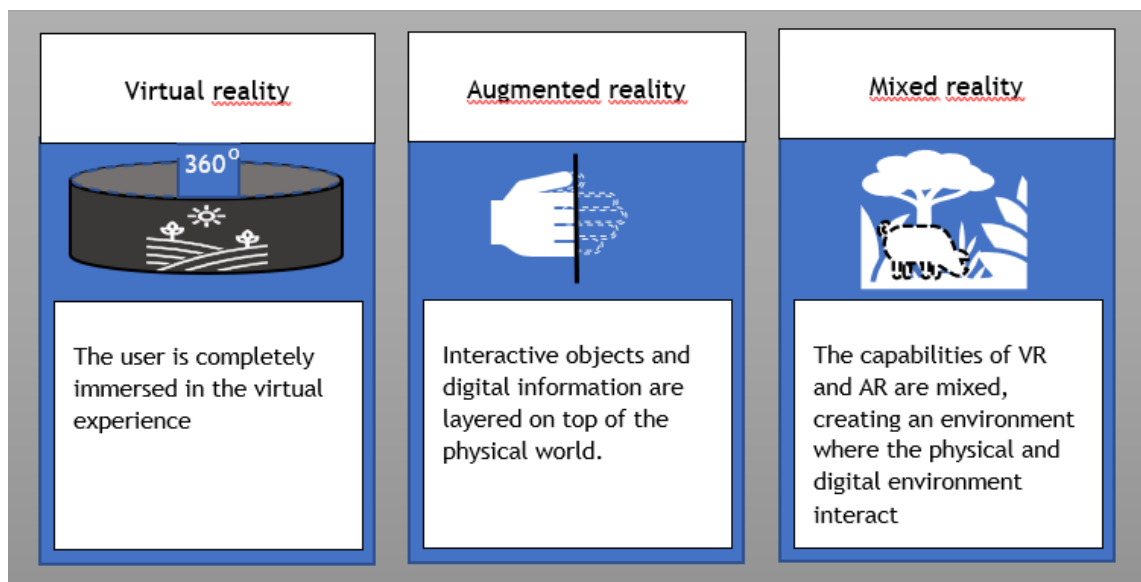 Virtual reality
360°
The user is completely
immersed in the virtual
experience
Augmented reality
Interactive objects and
digital information are
layered on top of the
physical world.
Mixed reality
The capabilities of VR
and AR are mixed,
creating an environment
where the physical and
digital environment
interact